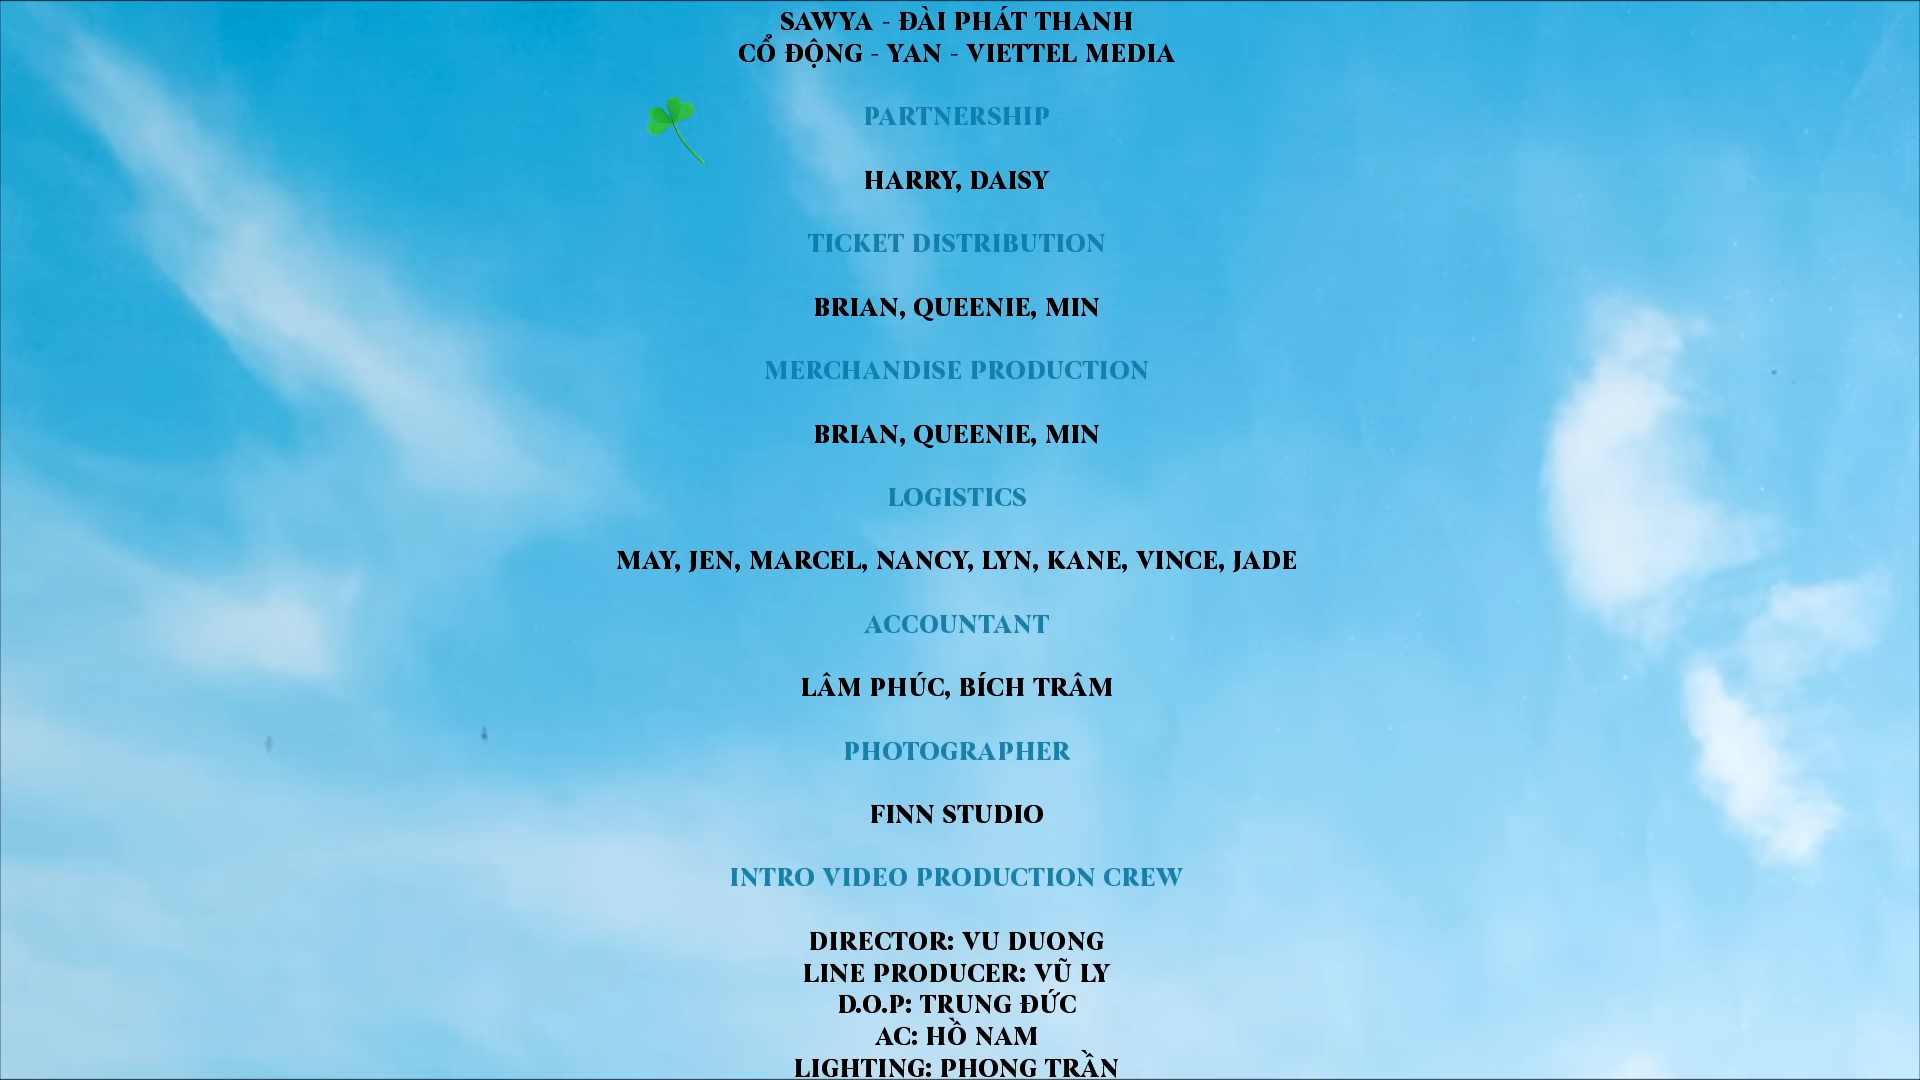 SAWYA - ĐÀI PHÁT THANH
CỔ ĐỘNG - YAN - VIETTEL MEDIA
PARTNERSHIP
HARRY, DAISY
TICKET DISTRIBUTION
BRIAN, QUEENIE, MIN
MERCHANDISE PRODUCTION
BRIAN, QUEENIE, MIN
LOGISTICS
MAY, JEN, MARCEL, NANCY, LYN, KANE, VINCE, JADE
ACCOUNTANT
LÂM PHÚC, BÍCH TRÂM
PHOTOGRAPHER
FINN STUDIO
INTRO VIDEO PRODUCTION CREW
DIRECTOR: VU DUONG
LINE PRODUCER: VŨ LY
D.O.P: TRUNG ĐỨC
AC: HỒ NAM
LIGHTING: PHONG TRẦN